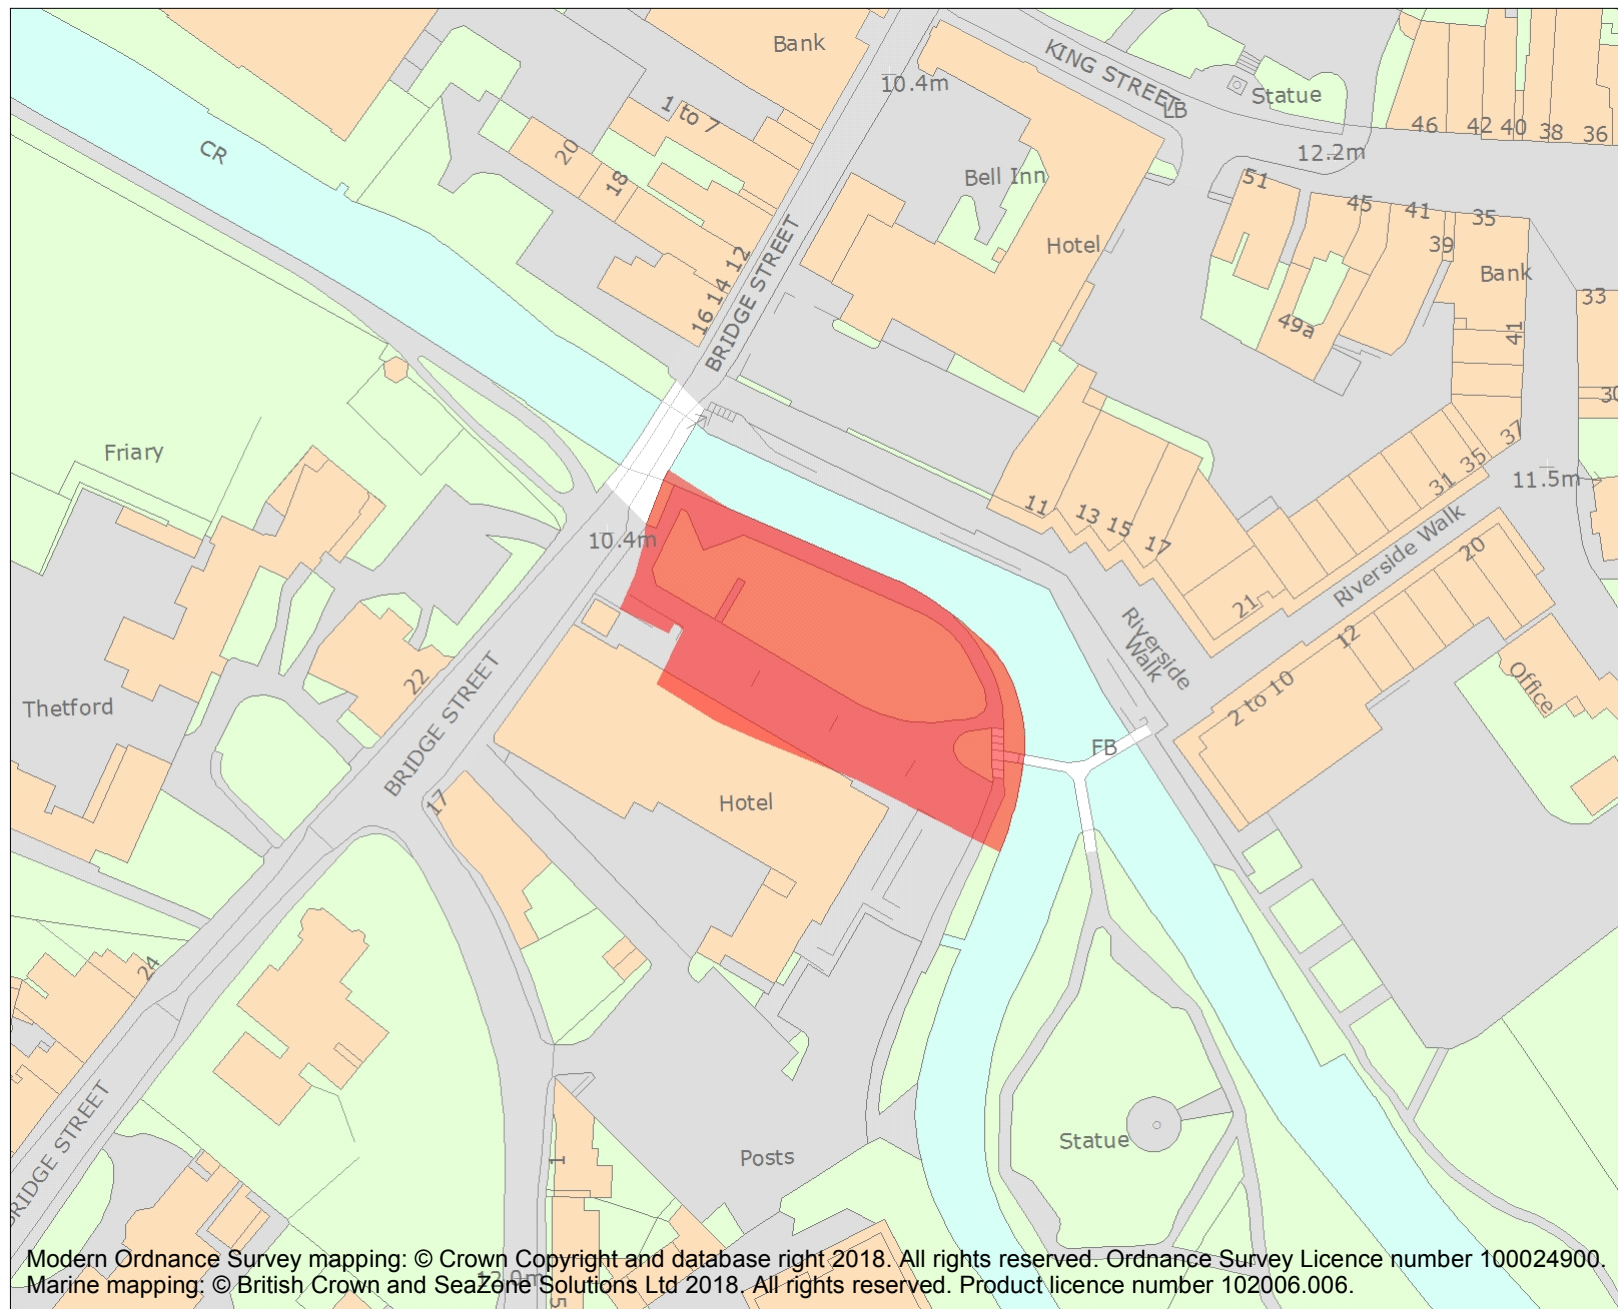 Bank
KING STREET
10.4m
LB
Statue
1 to 7
46
42
40
38
36
CR
20
18
Bell Inn
12.2m
51
45
41
35
39
Hotel
Bank
33
12
14
16
BRIDGE STREET
49a
41
30
Friary
37
35
31
11.5m
11
13
15
17
10.4m
Riverside Walk
20
21
Riverside
Walk
12
22
Thetford
2 to 10
Office
BRIDGE STREET
FB
17
Hotel
24
BRIDGE STREET
Statue
Posts
1
Modern Ordnance Survey mapping: © Crown Copyright and database right 2018. All rights reserved. Ordnance Survey Licence number 100024900.
Marine mapping: © British Crown and SeaZone Solutions Ltd 2018. All rights reserved. Product licence number 102006.006.
5